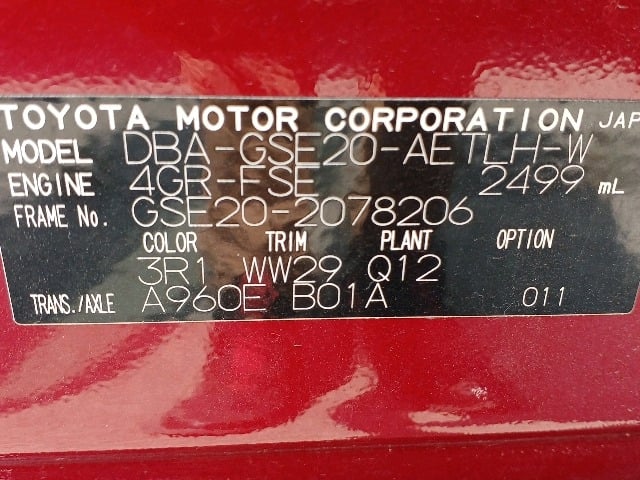 TOYOTA MOTOR CORPORATION JAP
MODEL DBA-GSE20-AETLH-W
ENGINE 4GR-FSE 2499 mL
FRAME No. GSE20-2078206
COLOR TRIM PLANT OPTION
3R1 WW29 Q12
TRANS./AXLE A960E B01A 011